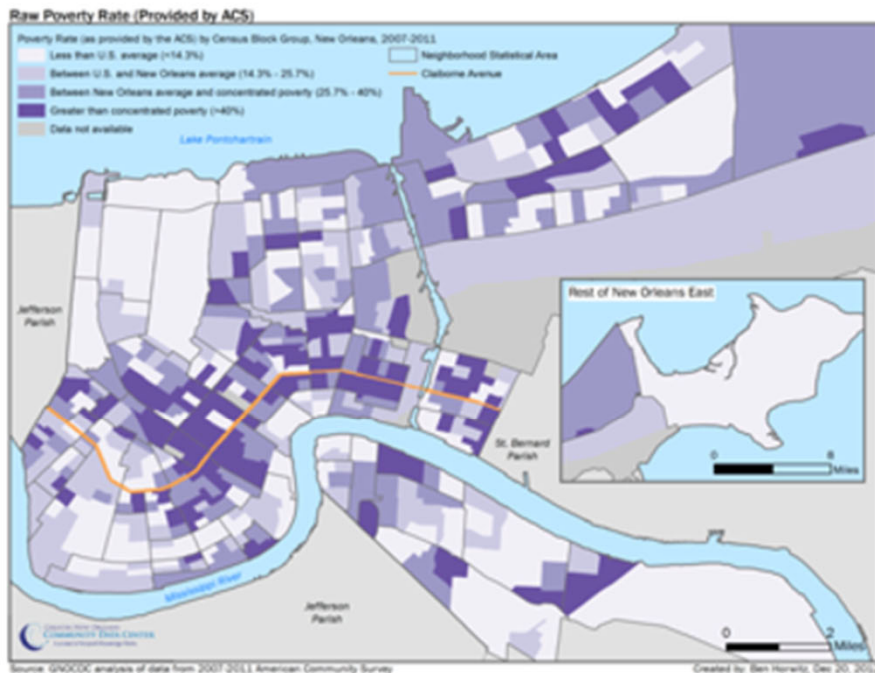 Raw Poverty Rate (Provided by ACS)
Poverty Rate (as provided by the ACS) by Census Block Group, New Orleans, 2007-2011
Less than U.S. average (<14.3%)
Between U.S. and New Orleans average (14.3% - 25.7%)
Between New Orleans average and concentrated poverty (25.7% - 40%)
Greater than concentrated poverty (>40%)
Data not available
Neighborhood Statistical Area
Claiborne Avenue
Lake Pontchartrain
Jefferson
Parish
Rest of New Orleans East
0 8
Miles
St. Bernard
Parish
Mississippi River
Jefferson
Parish
COMMUNITY DATA CENTER
0 2
Miles
Source: GNOCDC analysis of data from 2007-2011 American Community Survey
Created by: Ben Horwitz, Dec 20, 201